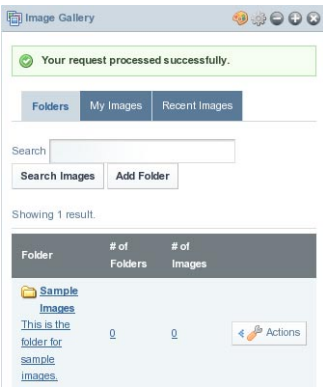 Image Gallery
Your request processed successfully.
Folders My Images Recent Images
Search
Search Images Add Folder
Showing 1 result.
Folder # of Folders # of Images
Sample Images
This is the folder for sample images.
0 0 Actions